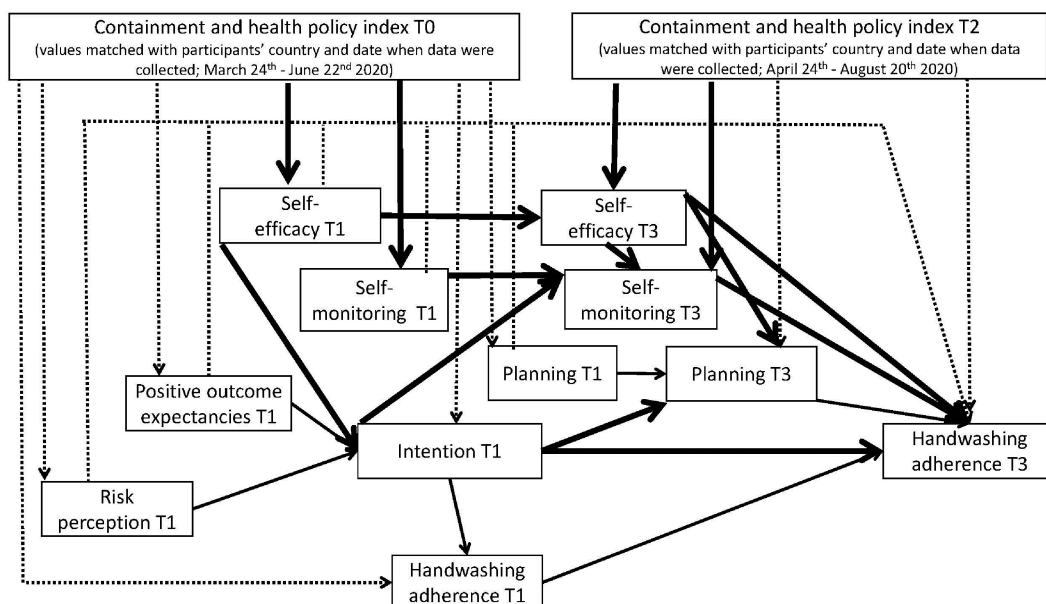 Containment and health policy index T0
(values matched with participants' country and date when data were
collected; March 24th - June 22nd 2020)
Containment and health policy index T2
(values matched with participants' country and date when data
were collected; April 24th - August 20th 2020)
Self-
efficacy T1
Self-
efficacy T3
Self-
monitoring T1
Self-
monitoring T3
Planning T1
Planning T3
Positive outcome
expectancies T1
Intention T1
Handwashing
adherence T3
Risk
perception T1
Handwashing
adherence T1